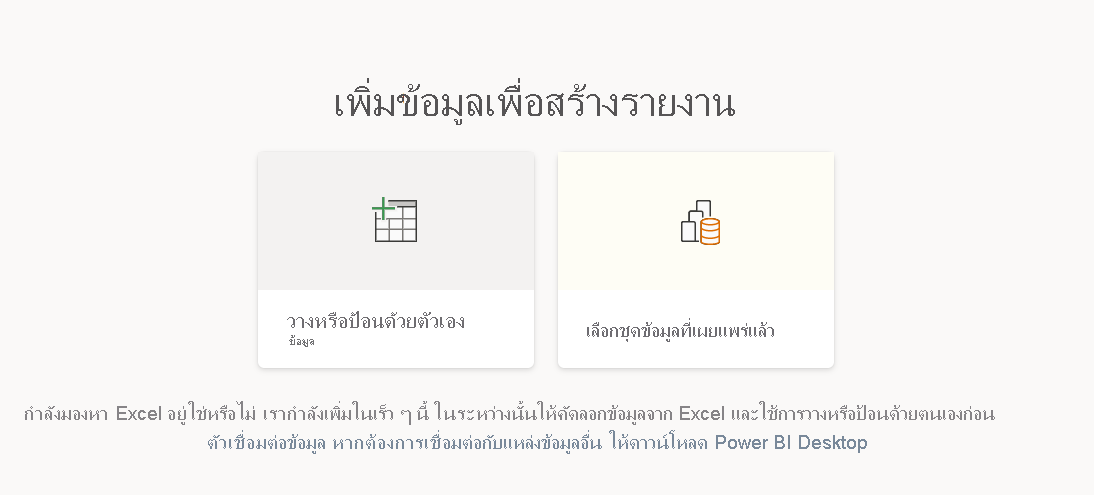 เพิ่มข้อมูลเพื่อสร้างรายงาน
วางหรือป้อนด้วยตัวเอง
ข้อมูล
เลือกชุดข้อมูลที่เผยแพร่แล้ว
กำลังมองหา Excel อยู่ใช่หรือไม่ เรากำลังเพิ่มในเร็ว ๆ นี้ ในระหว่างนั้นให้คัดลอกข้อมูลจาก Excel และใช้การวางหรือป้อนด้วยตนเองก่อน
ตัวเชื่อมต่อข้อมูล หากต้องการเชื่อมต่อกับแหล่งข้อมูลอื่น ให้ดาวน์โหลด Power BI Desktop